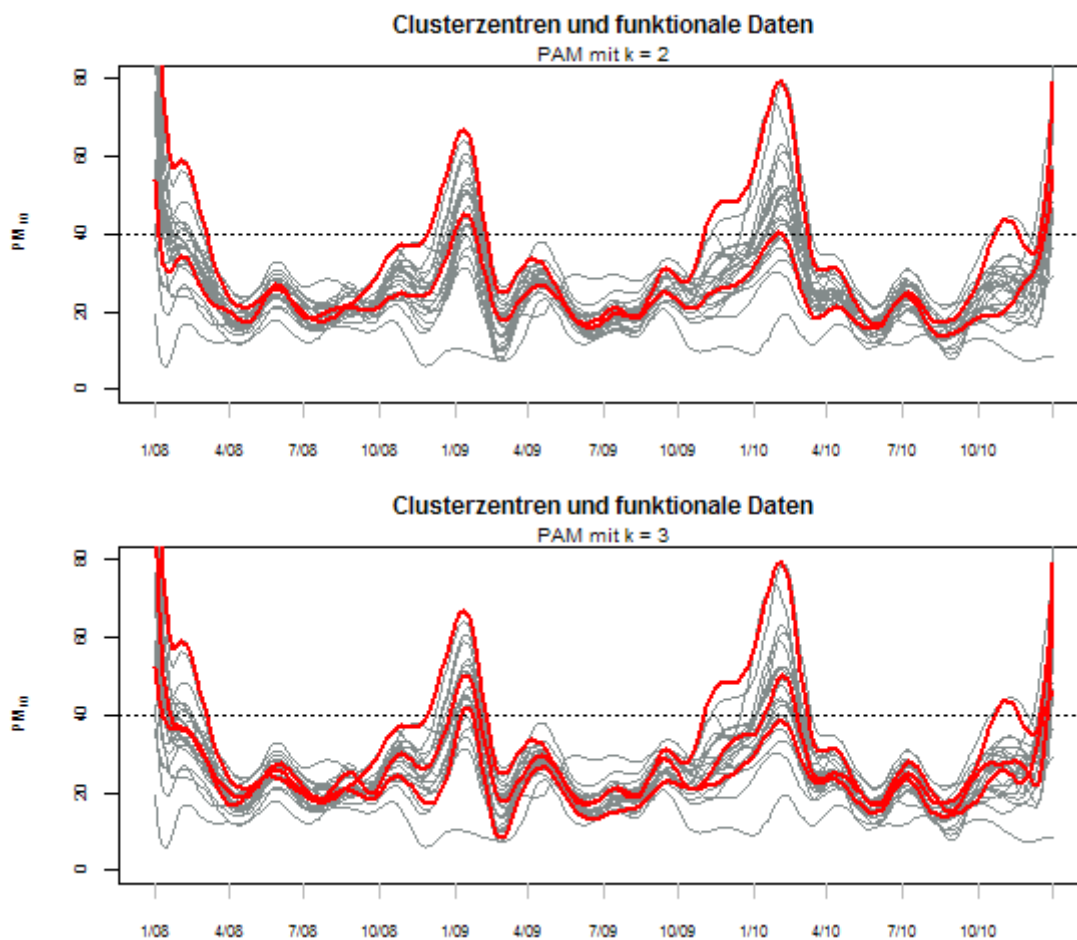 Clusterzentren und funktionale Daten
PAM mit k = 2
80
60
40
20
0
PM₁₀
1/08 4/08 7/08 10/08 1/09 4/09 7/09 10/09 1/10 4/10 7/10 10/10
Clusterzentren und funktionale Daten
PAM mit k = 3
80
60
40
20
0
PM₁₀
1/08 4/08 7/08 10/08 1/09 4/09 7/09 10/09 1/10 4/10 7/10 10/10